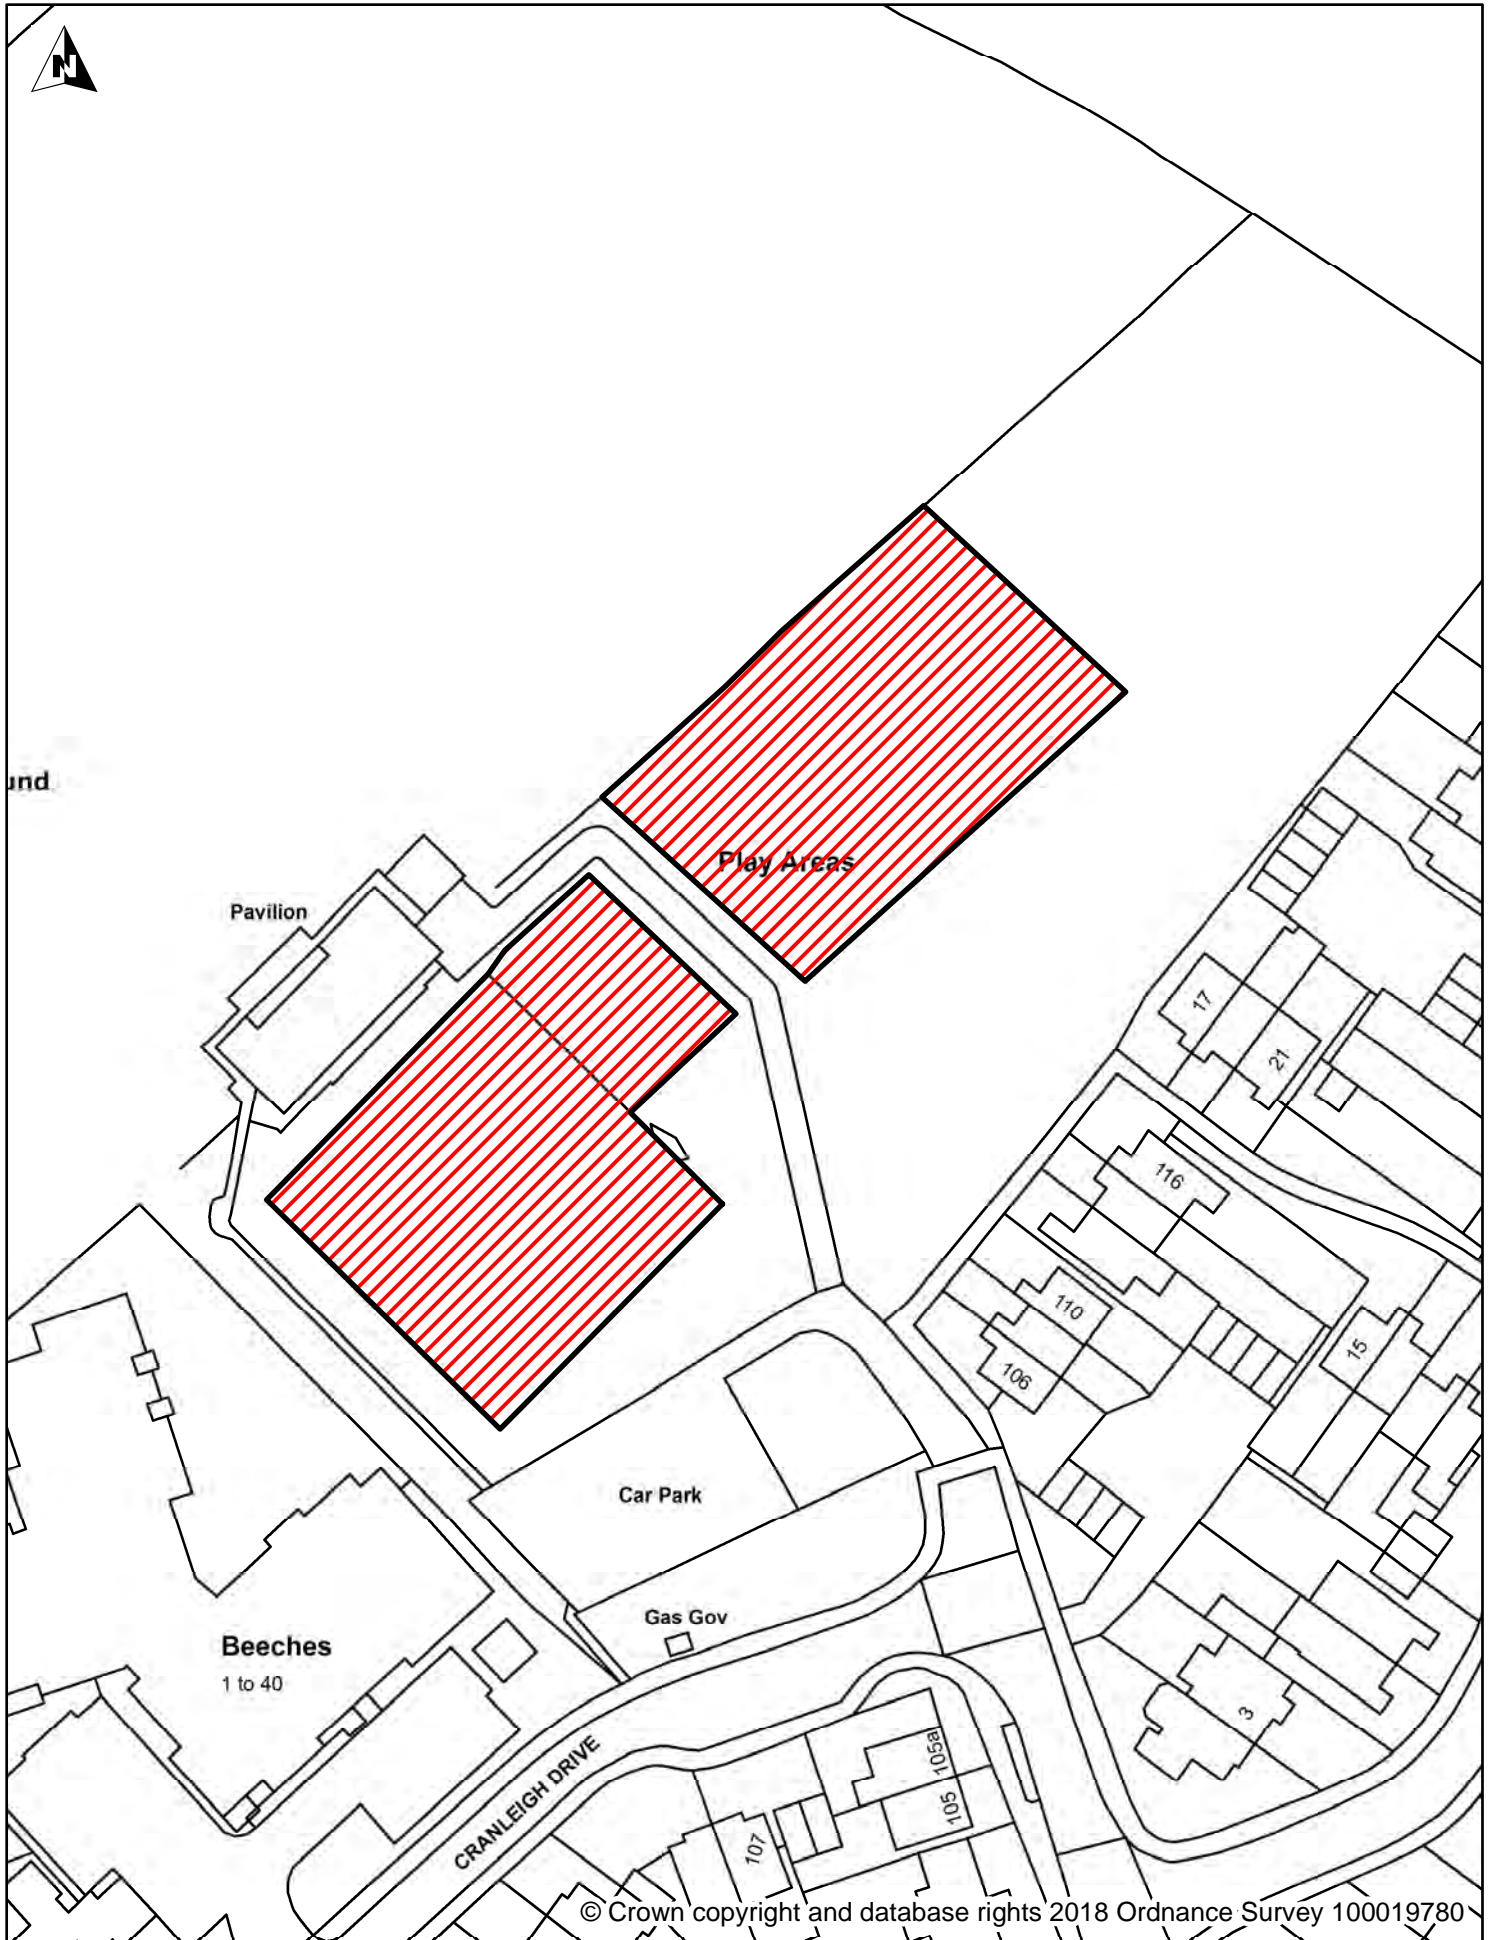 N
und
Play Areas
Pavilion
17
21
116
110
106
15
Car Park
Gas Gov
Beeches
1 to 40
3
CRANLEIGH DRIVE
105a
105
107
© Crown copyright and database rights 2018 Ordnance Survey 100019780